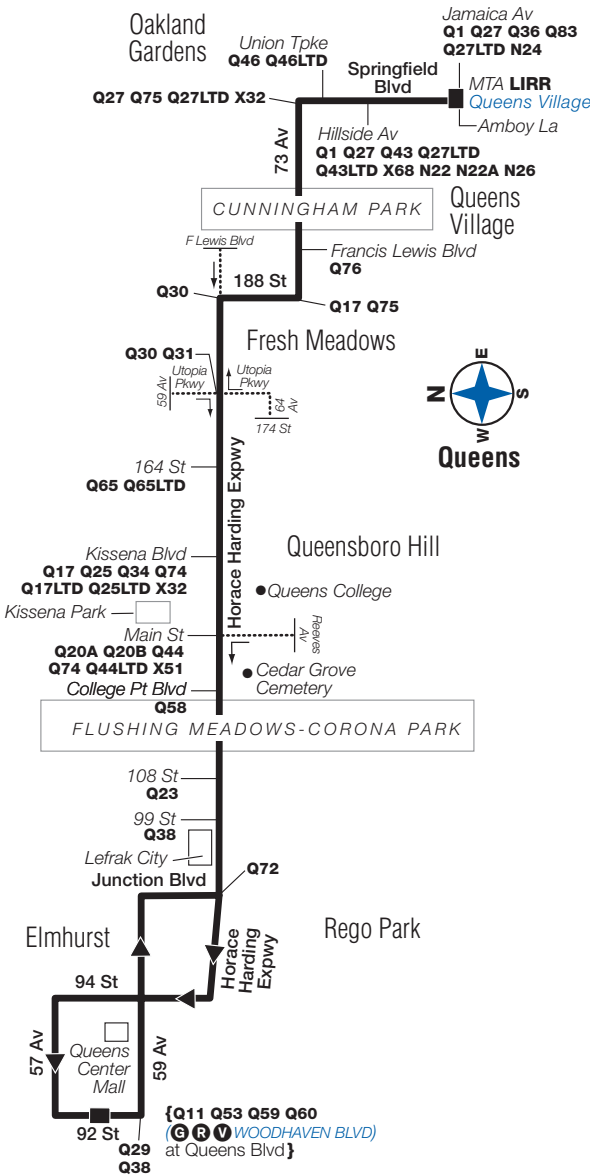 Jamaica Av
Q1 Q27 Q36 Q83
Q27LTD N24
Oakland
Gardens
Union Tpke
Q46 Q46LTD
Springfield
Blvd
MTA LIRR
Queens Village
Q27 Q75 Q27LTD X32
Amboy La
Hillside Av
Q1 Q27 Q43 Q27LTD
Q43LTD X68 N22 N22A N26
73 Av
CUNNINGHAM PARK
Queens
Village
F Lewis Blvd
Francis Lewis Blvd
Q76
188 St
Q30
Q17 Q75
Fresh Meadows
Q30 Q31
Utopia
Pkwy
Utopia
Pkwy
59 Av
64
Av
174 St
N
E
S
W
Queens
164 St
Q65 Q65LTD
Horace Harding Expwy
Kissena Blvd
Q17 Q25 Q34 Q74
Q17LTD Q25LTD X32
Queensboro Hill
Queens College
Kissena Park
Main St
Q20A Q20B Q44
Q74 Q44LTD X51
Reeves
Av
Cedar Grove
Cemetery
College Pt Blvd
Q58
FLUSHING MEADOWS-CORONA PARK
108 St
Q23
99 St
Q38
Lefrak City
Junction Blvd
Q72
Elmhurst
Rego Park
Horace
Harding
Expwy
94 St
57 Av
Queens
Center
Mall
59 Av
92 St
Q29
Q38
{Q11 Q53 Q59 Q60
(G R V WOODHAVEN BLVD)
at Queens Blvd}